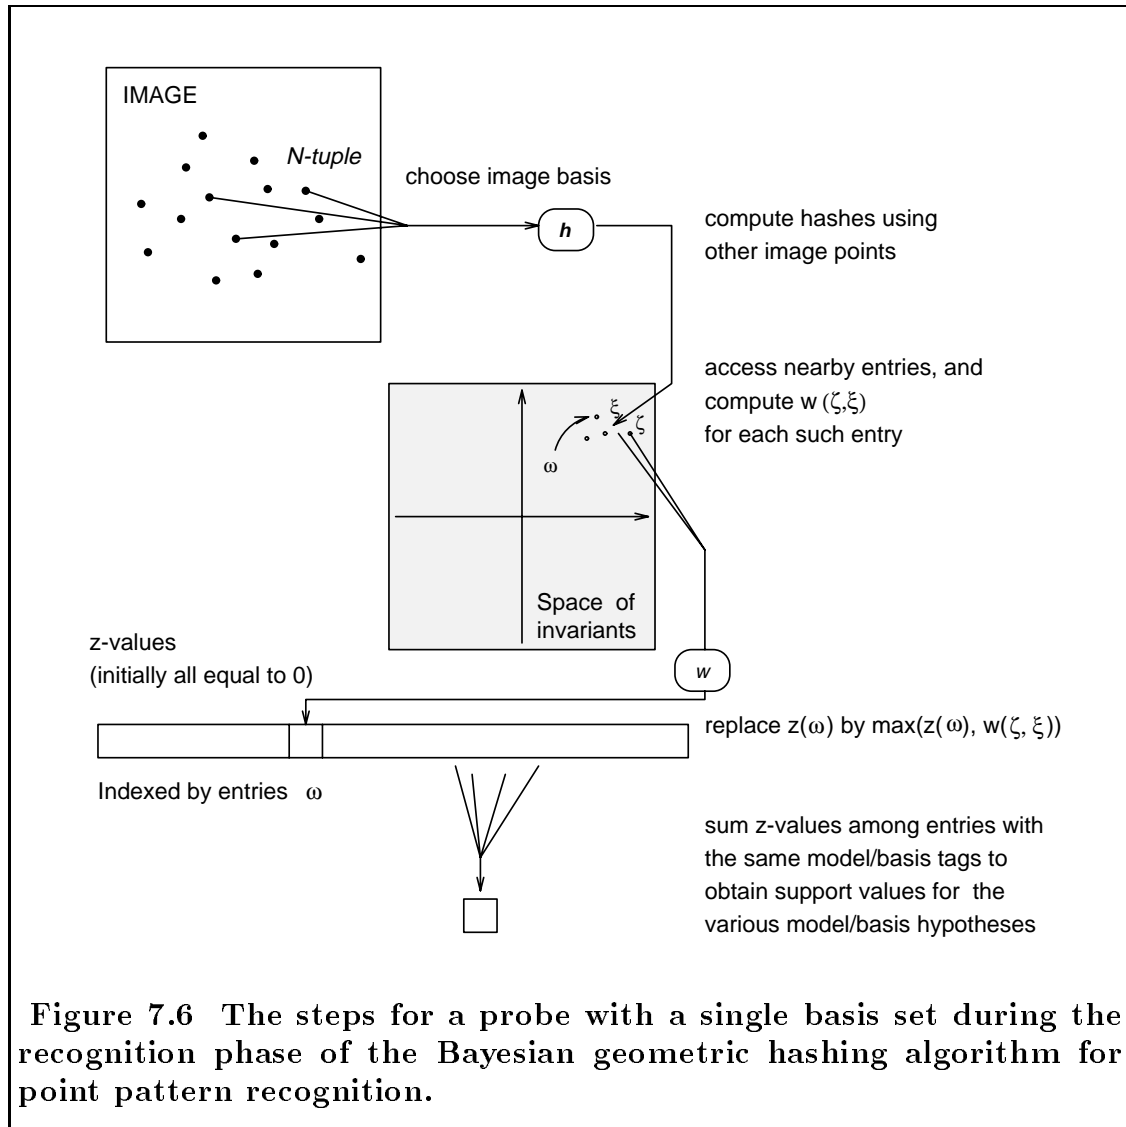 IMAGE
N-tuple
choose image basis
h
compute hashes using
other image points
access nearby entries, and
compute w (ζ,ξ)
for each such entry
ξ
ζ
ω
Space of
invariants
z-values
(initially all equal to 0)
w
replace z(ω) by max(z(ω), w(ζ, ξ))
Indexed by entries ω
sum z-values among entries with
the same model/basis tags to
obtain support values for the
various model/basis hypotheses
Figure 7.6 The steps for a probe with a single basis set during the
recognition phase of the Bayesian geometric hashing algorithm for
point pattern recognition.